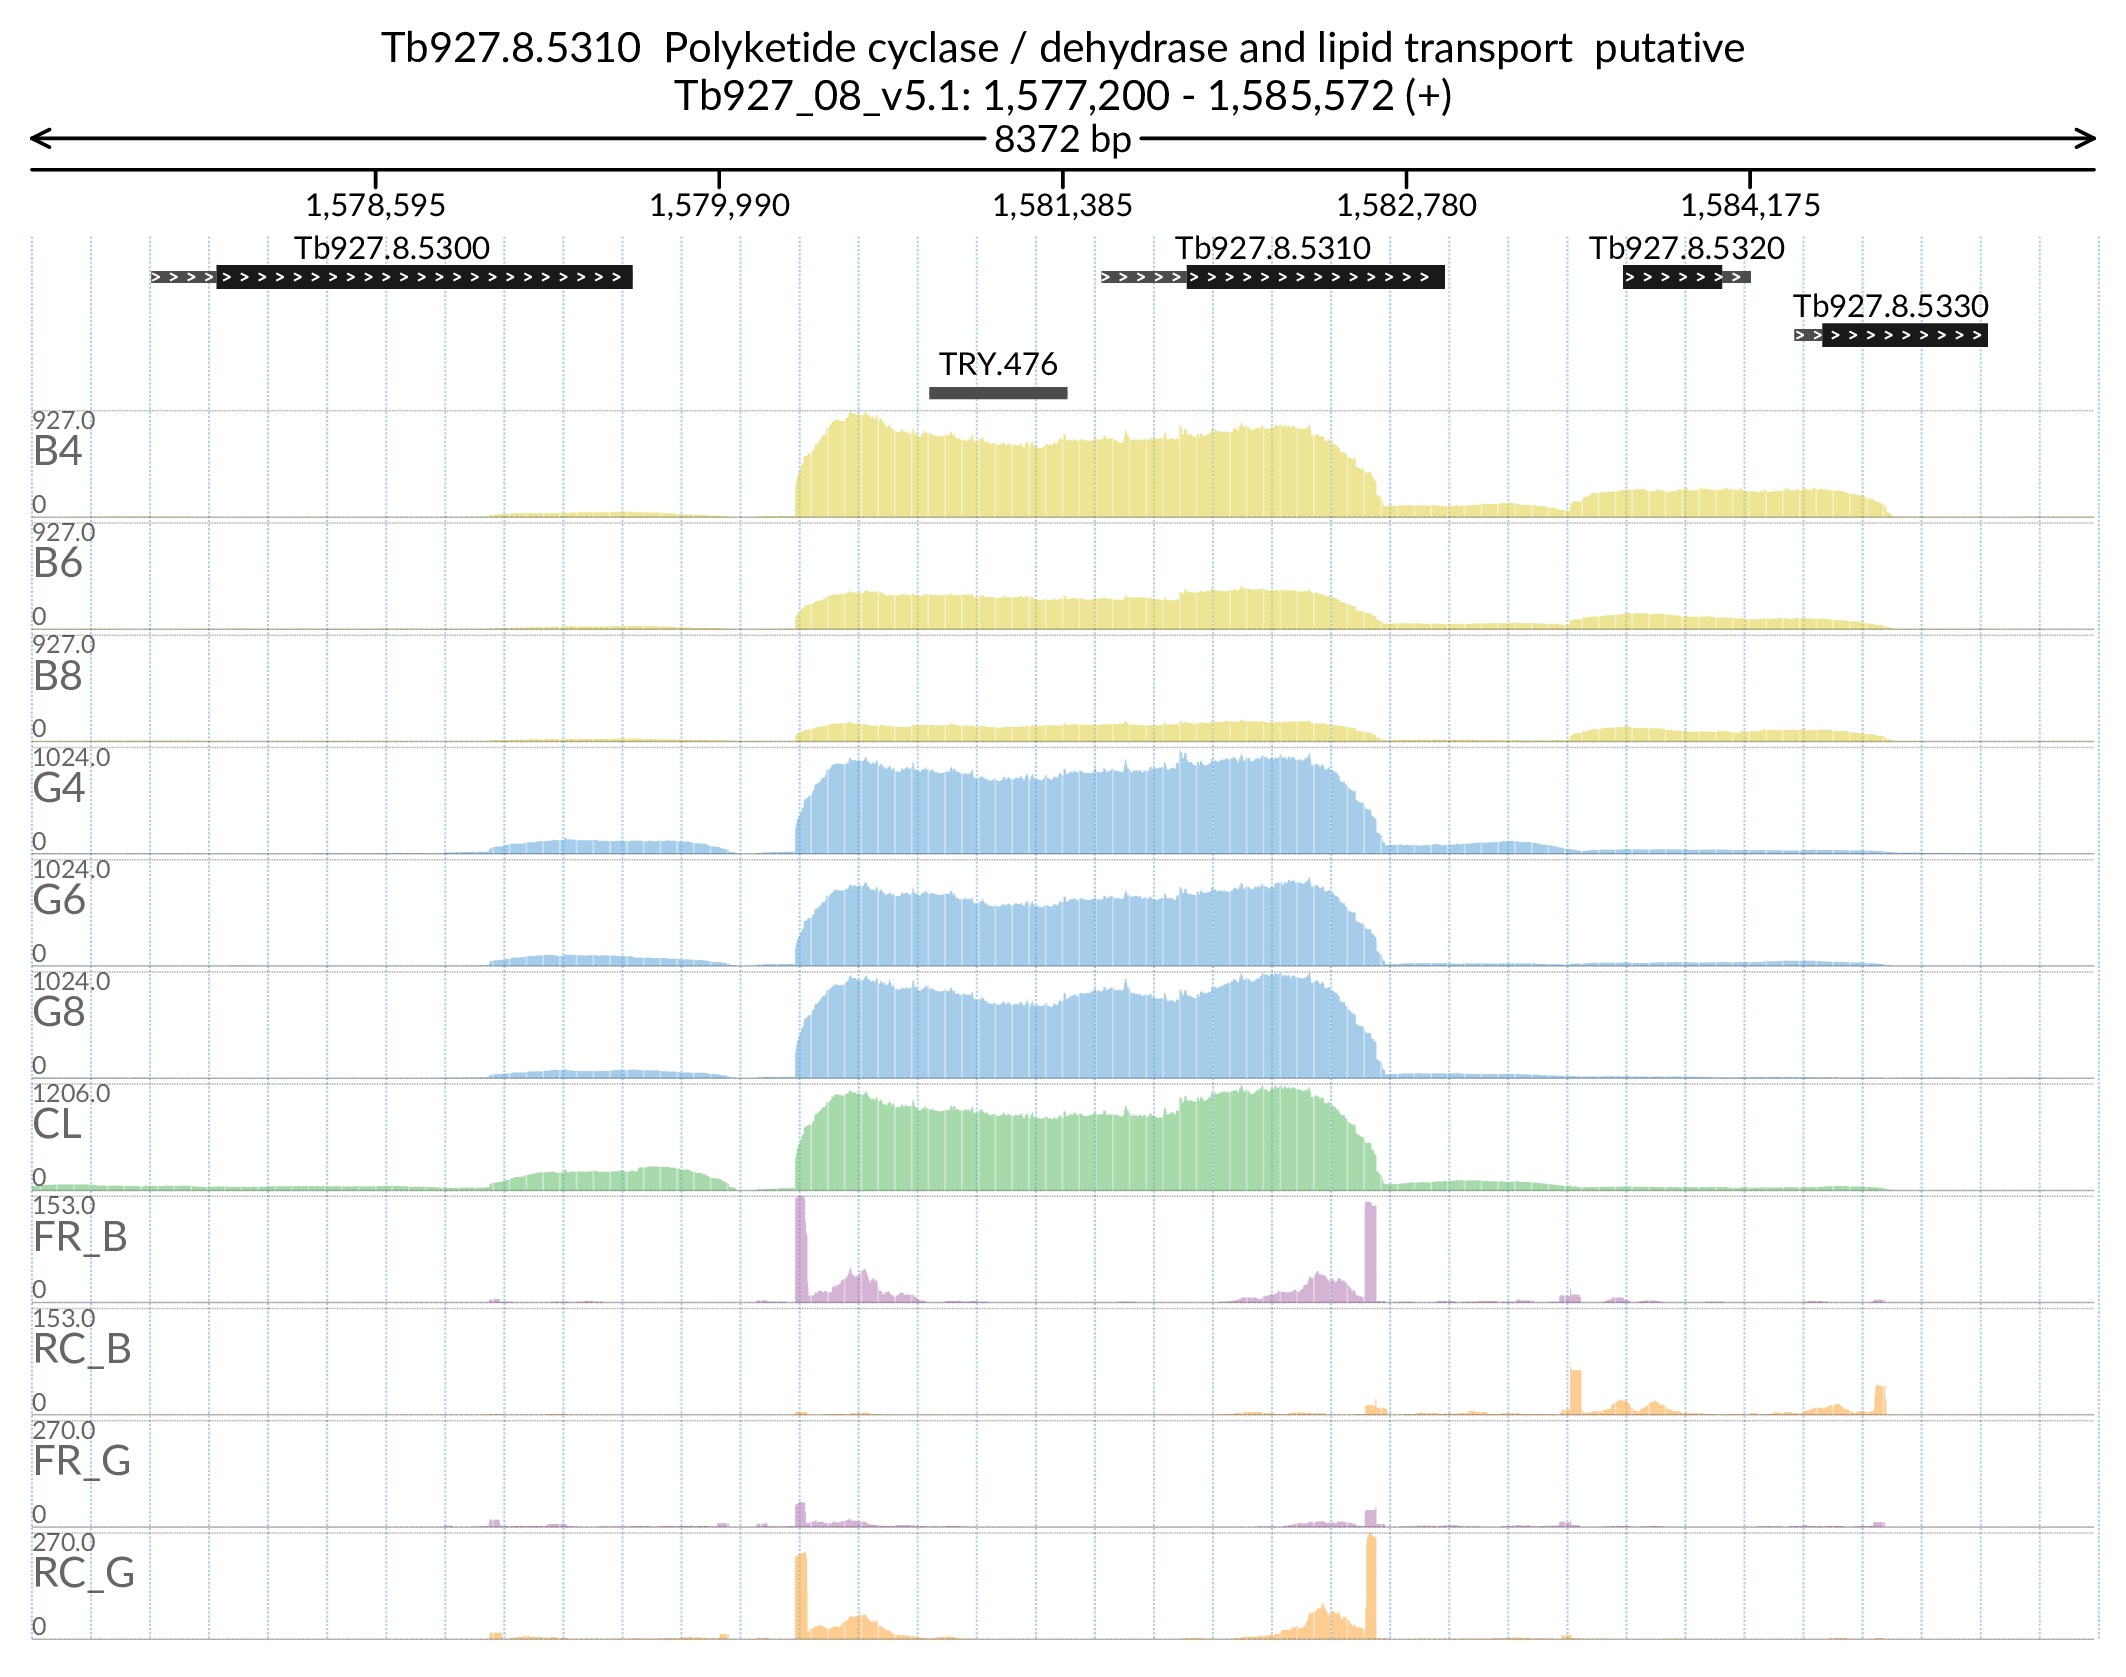 Tb927.8.5310  Polyketide cyclase / dehydrase and lipid transport  putative
Tb927_08_v5.1: 1,577,200 - 1,585,572 (+)
8372 bp
1,578,595 1,579,990 1,581,385 1,582,780 1,584,175
Tb927.8.5300 Tb927.8.5310 Tb927.8.5320
Tb927.8.5330
TRY.476
927.0
B4
0
927.0
B6
0
927.0
B8
0
1024.0
G4
0
1024.0
G6
0
1024.0
G8
0
1206.0
CL
0
153.0
FR_B
0
153.0
RC_B
0
270.0
FR_G
0
270.0
RC_G
0